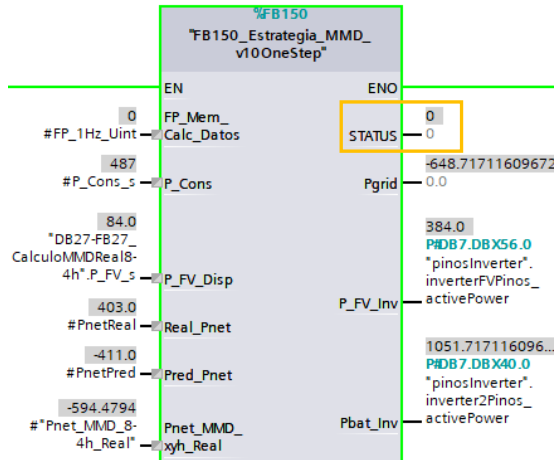 %FB150
"FB150_Estrategia_MMD_
v10OneStep"
EN
ENO
0
#FP_1Hz_Uint
FP_Mem_
Calc_Datos
STATUS
0
0
487
#P_Cons_s
P_Cons
Pgrid
-648.71711609672
0.0
84.0
"DB27-FB27_
CalculoMMDReal8-
4h".P_FV_s
P_FV_Disp
P_FV_Inv
384.0
P#DB7.DBX56.0
"pinosInverter".
inverterFVPinos_
activePower
403.0
#PnetReal
Real_Pnet
-411.0
#PnetPred
Pred_Pnet
-594.4794
#"Pnet_MMD_8-
4h_Real"
Pnet_MMD_
xyh_Real
Pbat_Inv
1051.717116096...
P#DB7.DBX40.0
"pinosInverter".
inverter2Pinos_
activePower